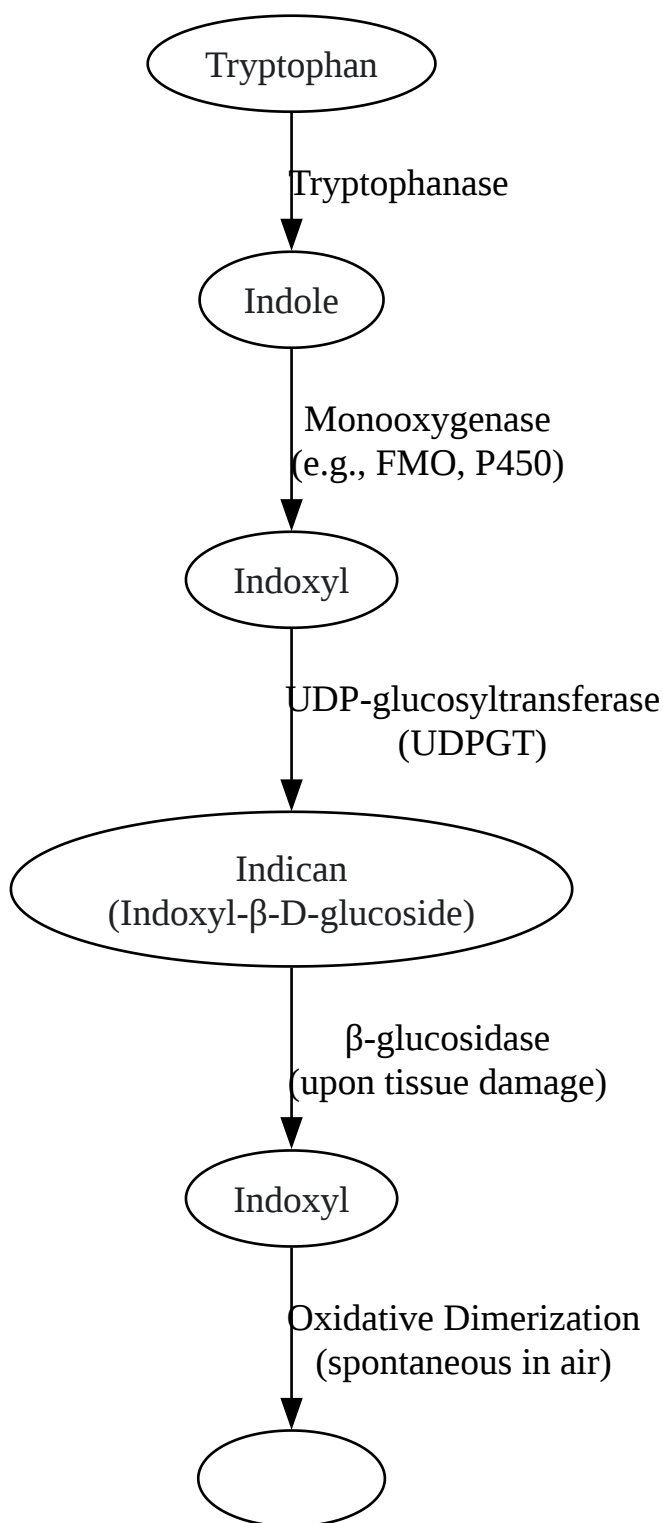 Tryptophan
Tryptophanase
Indole
Monooxygenase
(e.g., FMO, P450)
Indoxyl
UDP-glucosyltransferase
(UDPGT)
Indican
(Indoxyl-β-D-glucoside)
β-glucosidase
(upon tissue damage)
Indoxyl
Oxidative Dimerization
(spontaneous in air)